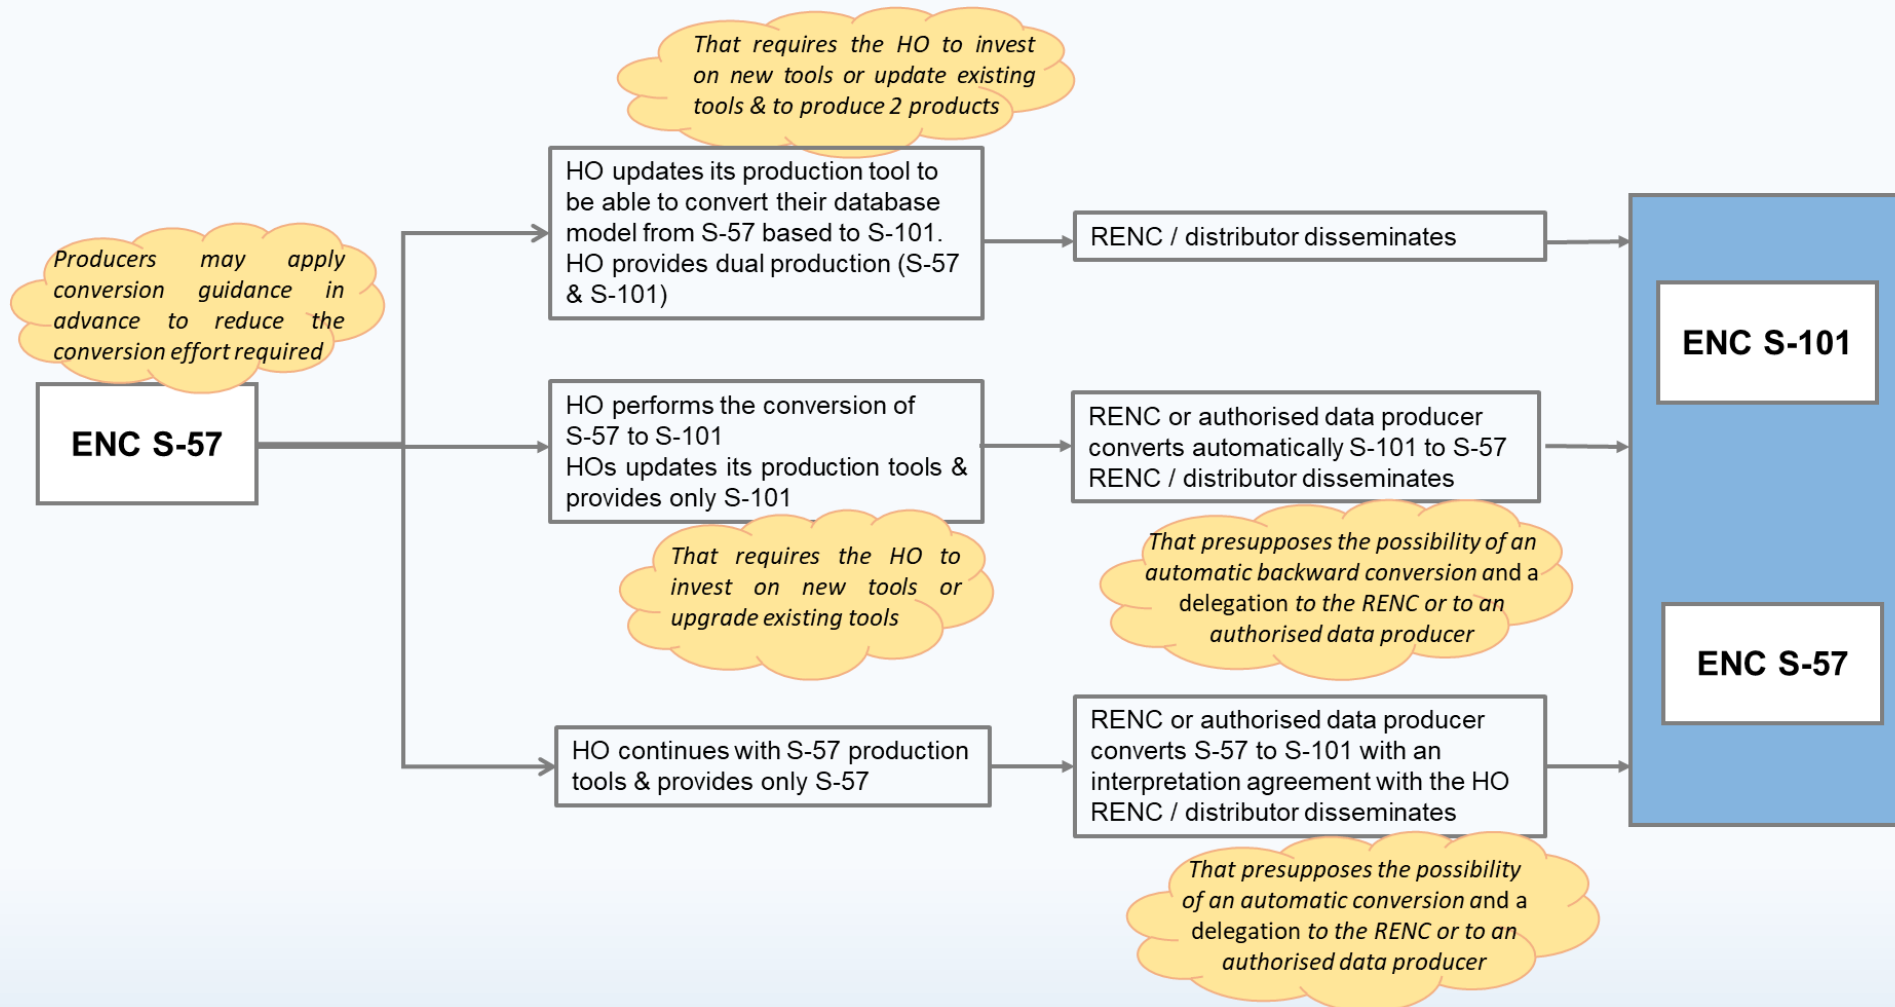 That requires the HO to invest
on new tools or update existing
tools & to produce 2 products
Producers may apply
conversion guidance in
advance to reduce the
conversion effort required
ENC S-57
HO updates its production tool to
be able to convert their database
model from S-57 based to S-101.
HO provides dual production (S-57
& S-101)
RENC / distributor disseminates
HO performs the conversion of
S-57 to S-101
HOs updates its production tools &
provides only S-101
That requires the HO to
invest on new tools or
upgrade existing tools
RENC or authorised data producer
converts automatically S-101 to S-57
RENC / distributor disseminates
That presupposes the possibility of an
automatic backward conversion and a
delegation to the RENC or to an
authorised data producer
HO continues with S-57 production
tools & provides only S-57
RENC or authorised data producer
converts S-57 to S-101 with an
interpretation agreement with the HO
RENC / distributor disseminates
That presupposes the possibility
of an automatic conversion and a
delegation to the RENC or to an
authorised data producer
ENC S-101
ENC S-57